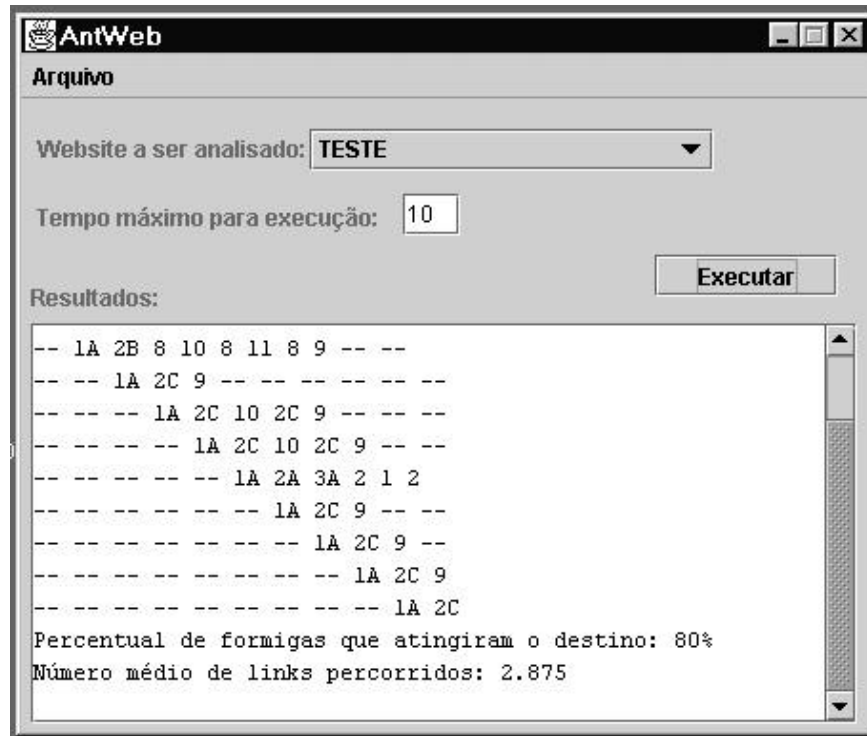 AntWeb
Arquivo
Website a ser analisado: TESTE
Tempo máximo para execução: 10
Executar
Resultados:
-- 1A 2B 8 10 8 11 8 9 -- --
-- -- 1A 2C 9 -- -- -- -- -- --
-- -- -- 1A 2C 10 2C 9 -- -- --
-- -- -- -- 1A 2C 10 2C 9 -- --
-- -- -- -- -- 1A 2A 3A 2 1 2
-- -- -- -- -- -- 1A 2C 9 -- --
-- -- -- -- -- -- -- 1A 2C 9 --
-- -- -- -- -- -- -- -- 1A 2C 9
-- -- -- -- -- -- -- -- -- 1A 2C
Percentual de formigas que atingiram o destino: 80%
Número médio de links percorridos: 2.875